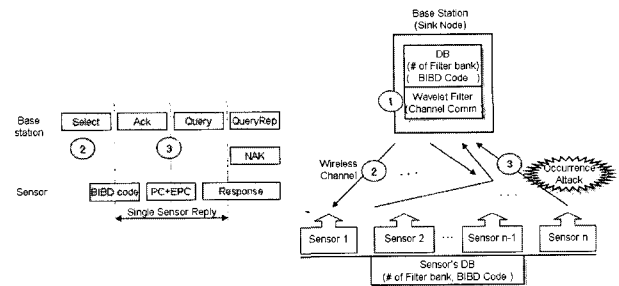 Base station
Select
Ack
Query
QueryRep
2
3
NAK
Sensor
BIBD code
PC+EPC
Response
Single Sensor Reply
Base Station
(Sink Node)
DB
(# of Filter bank)
( BIBD Code )
Wavelet Filter
(Channel Comm )
1
Wireless
Channel
2
...
3
...
Occurrence
Attack
Sensor 1
Sensor 2
...
Sensor n-1
Sensor n
Sensor's DB
(# of Filter bank, BIBD Code )